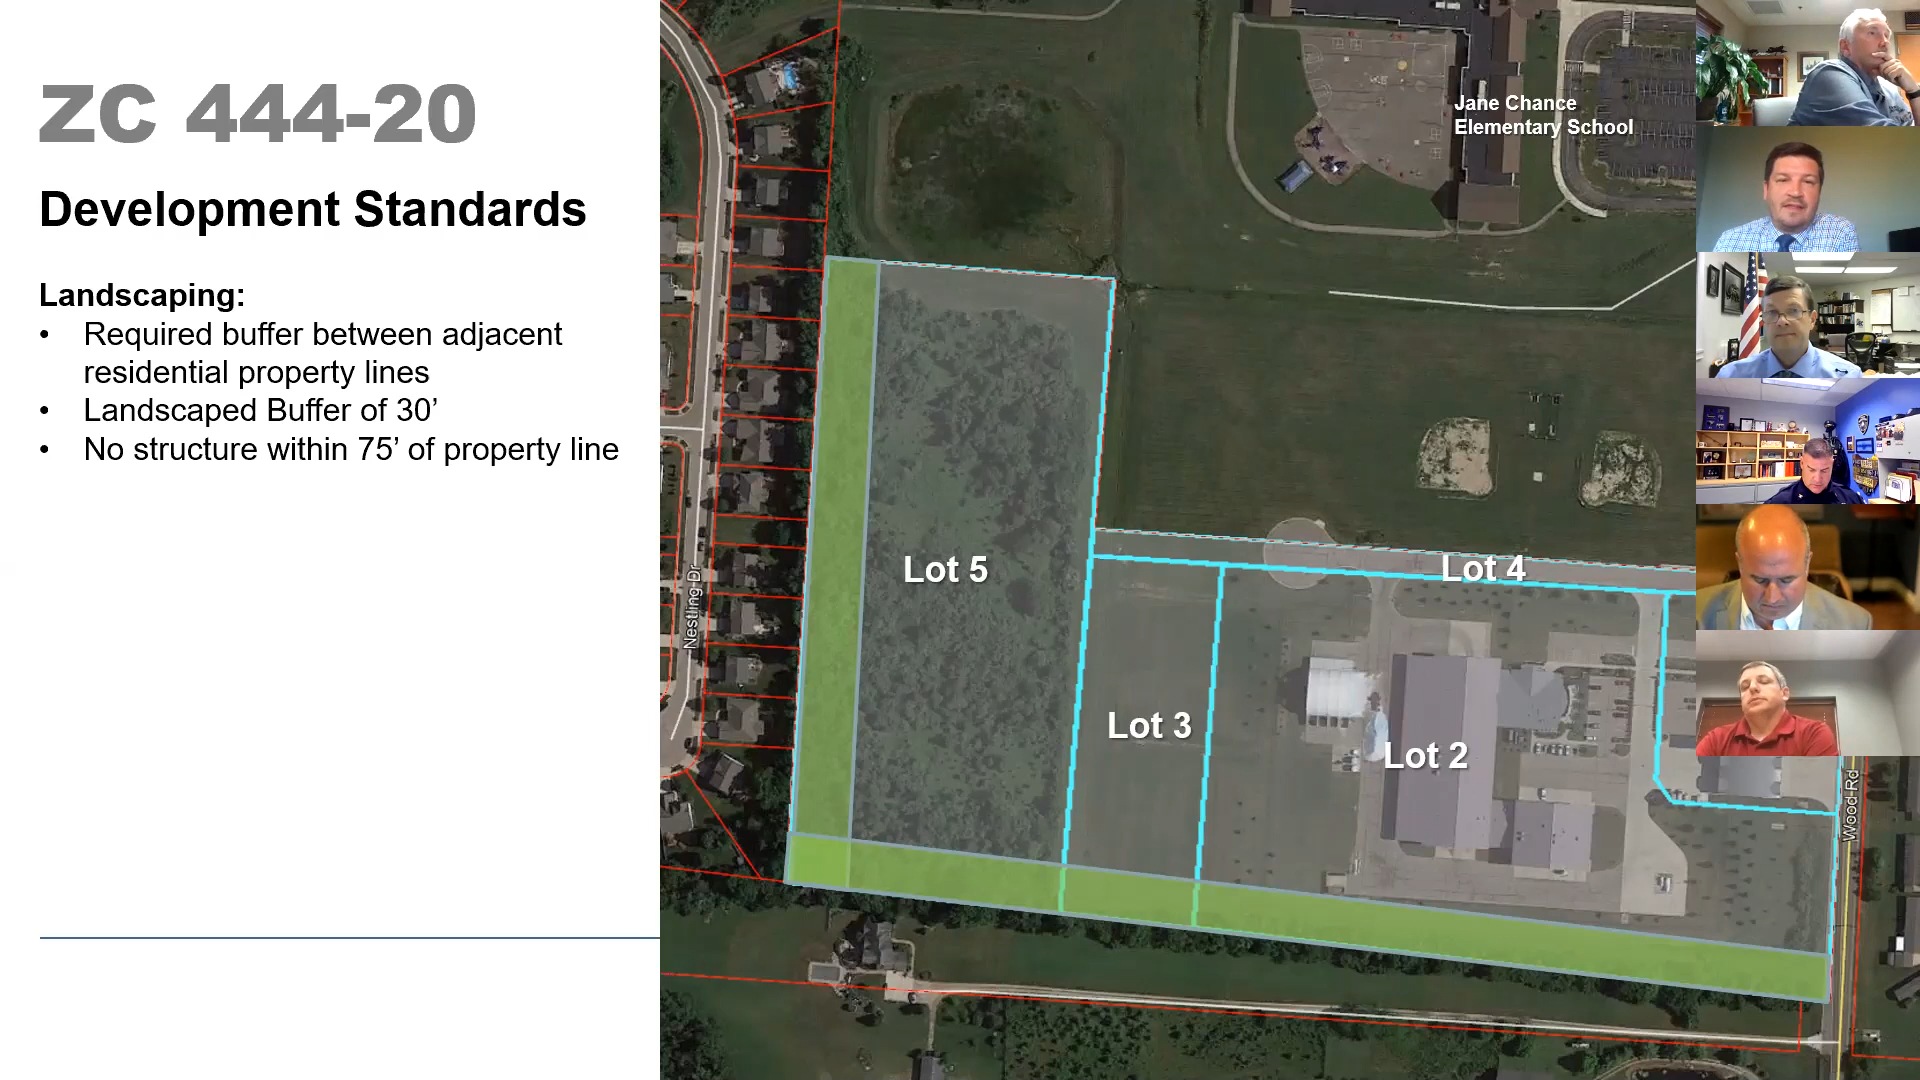 ZC 444-20
Development Standards
Landscaping:
• Required buffer between adjacent
residential property lines
• Landscaped Buffer of 30’
• No structure within 75’ of property line
Jane Chance
Elementary School
Lot 5
Lot 4
Lot 3
Lot 2
Nestling Dr
Wood Rd